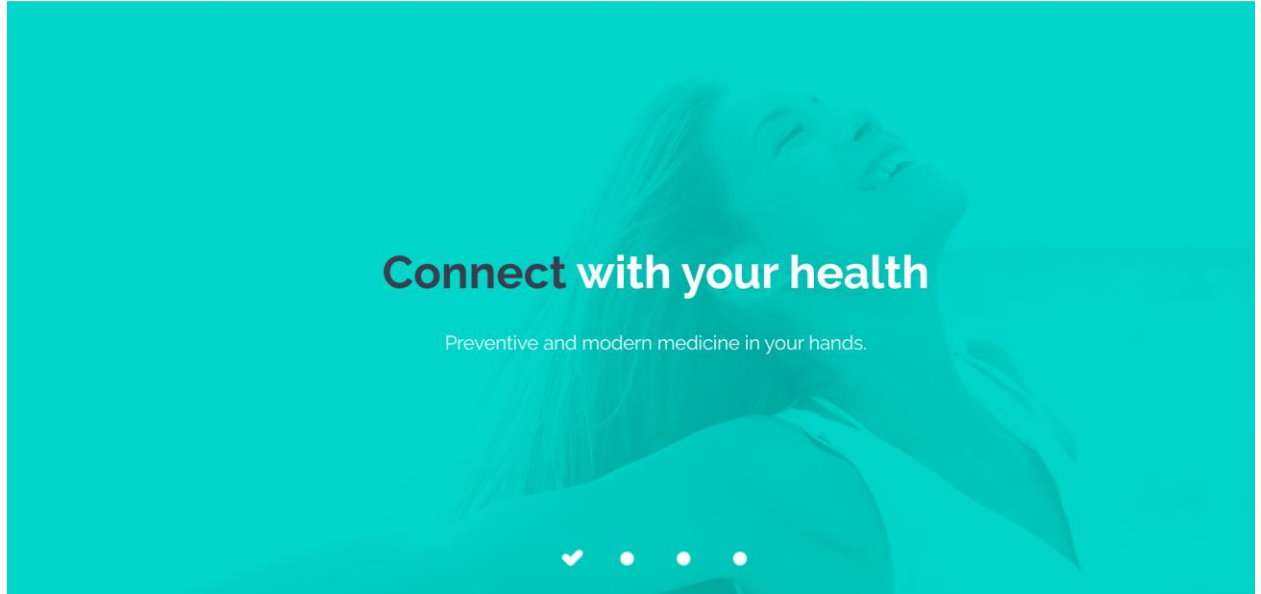 Connect with your health
Preventive and modern medicine in your hands.